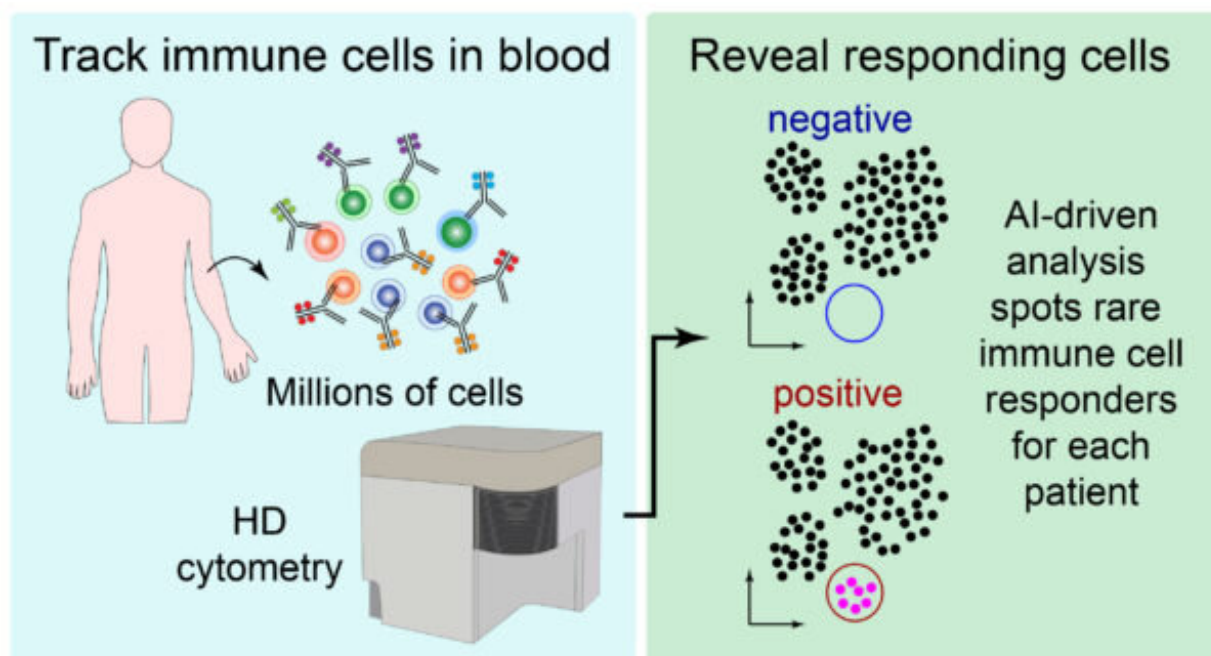 Track immune cells in blood
Millions of cells
HD
cytometry
Reveal responding cells
negative
positive
AI-driven
analysis
spots rare
immune cell
responders
for each
patient